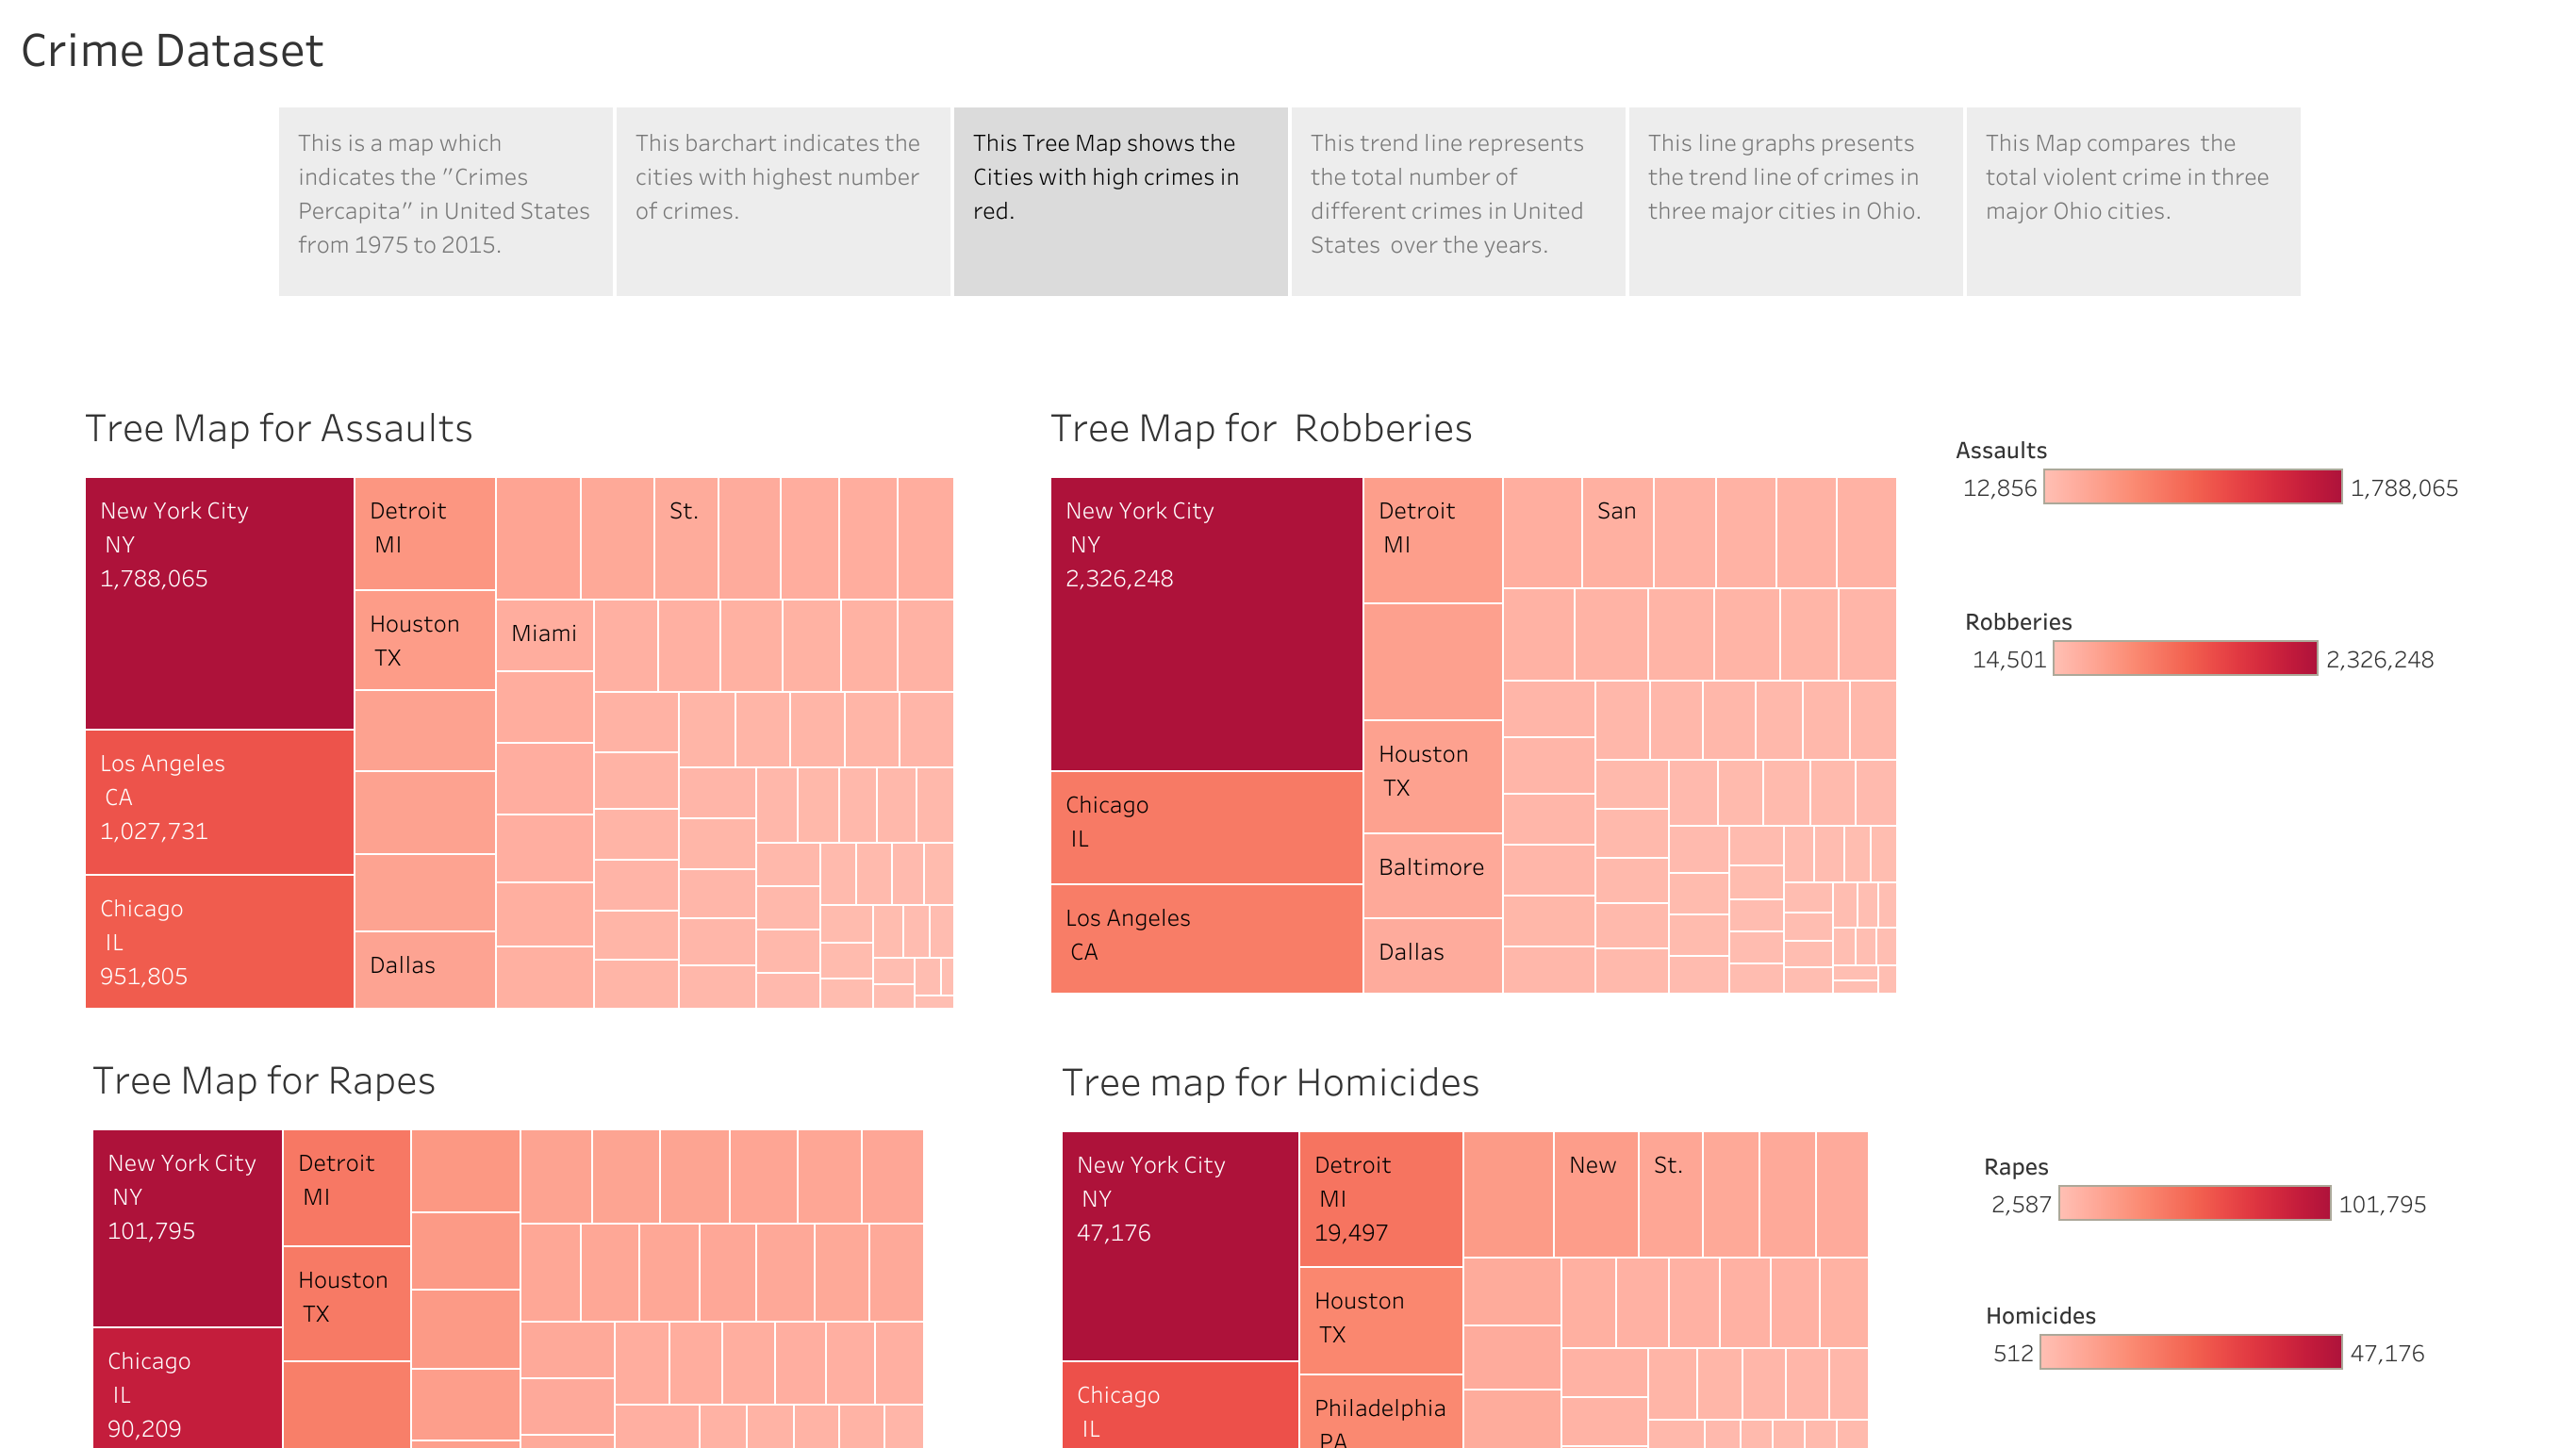 Crime Dataset
This is a map which
indicates the "Crimes
Percapita" in United States
from 1975 to 2015.
This barchart indicates the
cities with highest number
of crimes.
This Tree Map shows the
Cities with high crimes in
red.
This trend line represents
the total number of
different crimes in United
States  over the years.
This line graphs presents
the trend line of crimes in
three major cities in Ohio.
This Map compares  the
total violent crime in three
major Ohio cities.
Tree Map for Assaults
New York City
NY
1,788,065
Los Angeles
CA
1,027,731
Chicago
IL
951,805
Detroit
MI
Houston
TX
Dallas
St.
Miami
Tree Map for  Robberies
New York City
NY
2,326,248
Chicago
IL
Los Angeles
CA
Detroit
MI
Houston
TX
Baltimore
Dallas
San
Assaults
12,856
1,788,065
Robberies
14,501
2,326,248
Tree Map for Rapes
New York City
NY
101,795
Chicago
IL
90,209
Detroit
MI
Houston
TX
Tree map for Homicides
New York City
NY
47,176
Chicago
IL
Detroit
MI
19,497
Houston
TX
Philadelphia
PA
New
St.
Rapes
2,587
101,795
Homicides
512
47,176